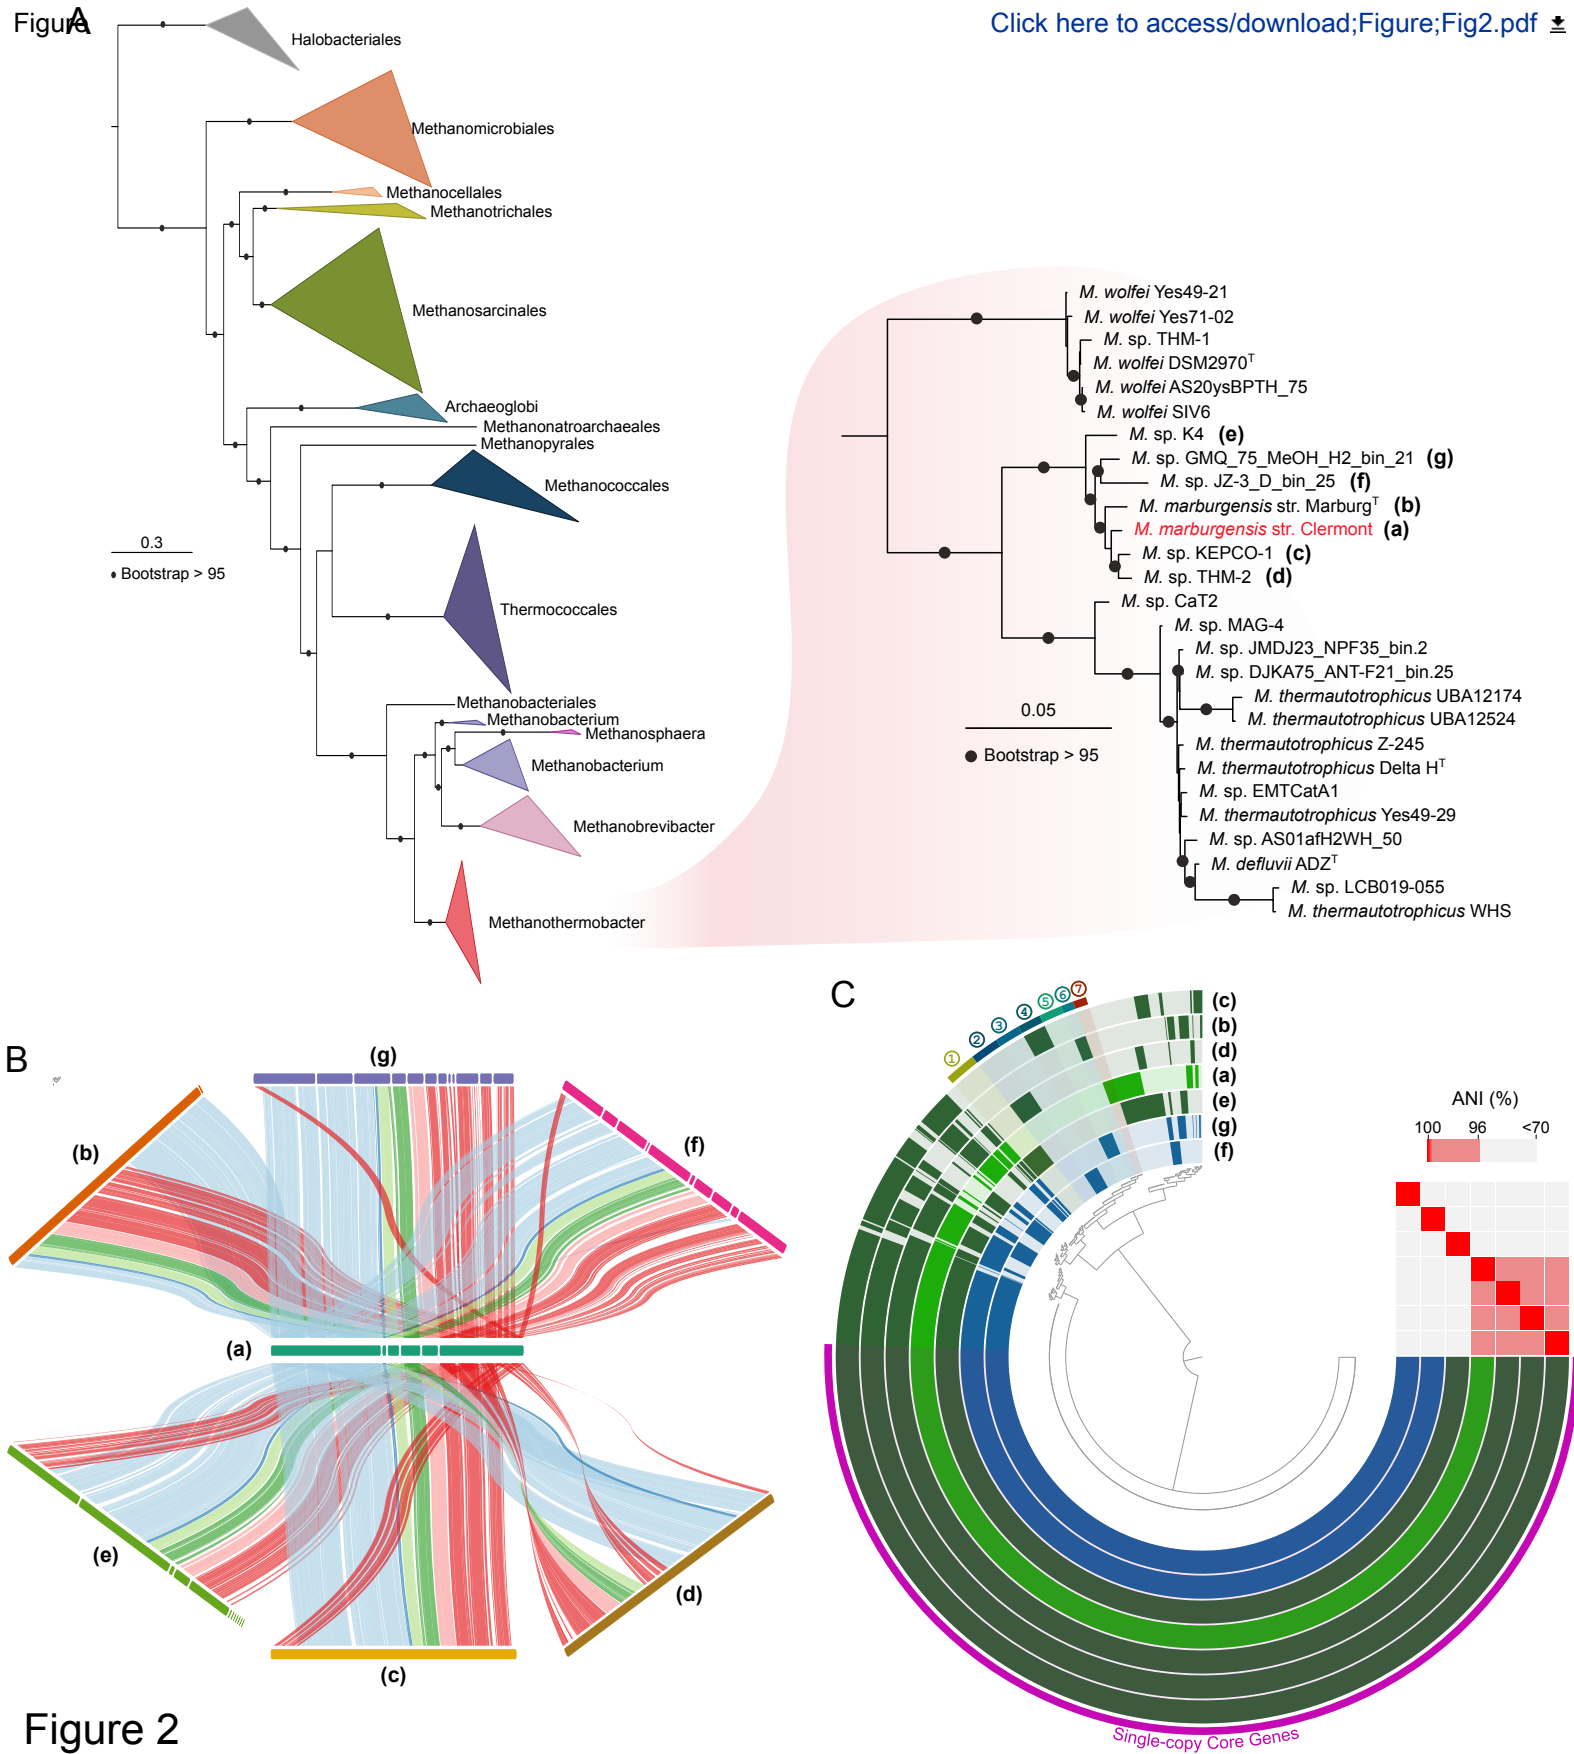 Figure
A
Click here to access/download;Figure;Fig2.pdf
Halobacteriales
Methanomicrobiales
Methanocellales
Methanotrichales
Methanosarcinales
Archaeoglobi
Methanonatroarchaeales
Methanopyrales
Methanococcales
0.3
Bootstrap > 95
Thermococcales
Methanobacteriales
Methanobacterium
Methanosphaera
Methanobacterium
Methanobrevibacter
Methanothermobacter
M. wolfei Yes49-21
M. wolfei Yes71-02
M. sp. THM-1
M. wolfei DSM2970T
M. wolfei AS20ysBPTH_75
M. wolfei SIV6
M. sp. K4 (e)
M. sp. GMQ_75_MeOH_H2_bin_21 (g)
M. sp. JZ-3_D_bin_25 (f)
M. marburgensis str. MarburgT (b)
M. marburgensis str. Clermont (a)
M. sp. KEPCO-1 (c)
M. sp. THM-2 (d)
M. sp. CaT2
M. sp. MAG-4
M. sp. JMDJ23_NPF35_bin.2
M. sp. DJKA75_ANT-F21_bin.25
M. thermautotrophicus UBA12174
M. thermautotrophicus UBA12524
M. thermautotrophicus Z-245
M. thermautotrophicus Delta HT
M. sp. EMTCatA1
M. thermautotrophicus Yes49-29
M. sp. AS01afH2WH_50
M. defluvii ADZT
M. sp. LCB019-055
M. thermautotrophicus WHS
0.05
Bootstrap > 95
B
(g)
(b)
(f)
(a)
(e)
(d)
(c)
C
① ② ③ ④ ⑤ ⑥ ⑦
(c)
(b)
(d)
(a)
(e)
(g)
(f)
ANI (%)
100 96 <70
Single-copy Core Genes
Figure 2